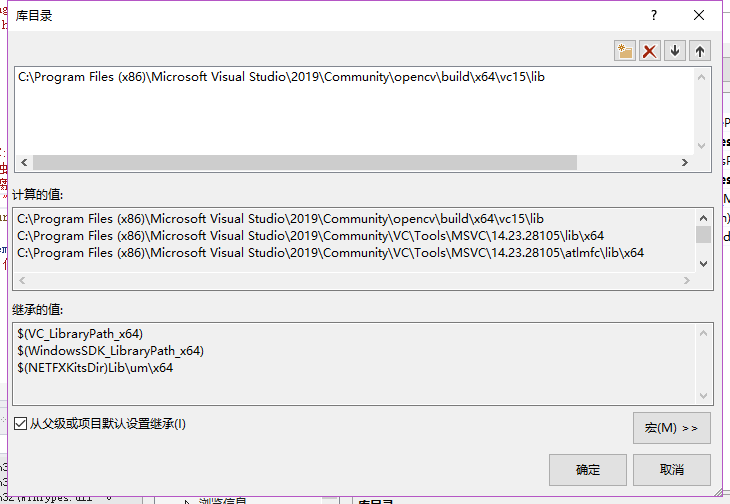 库目录
C:\Program Files (x86)\Microsoft Visual Studio\2019\Community\opencv\build\x64\vc15\lib
计算的值:
C:\Program Files (x86)\Microsoft Visual Studio\2019\Community\opencv\build\x64\vc15\lib
C:\Program Files (x86)\Microsoft Visual Studio\2019\Community\VC\Tools\MSVC\14.23.28105\lib\x64
C:\Program Files (x86)\Microsoft Visual Studio\2019\Community\VC\Tools\MSVC\14.23.28105\atlmfc\lib\x64
继承的值:
$(VC_LibraryPath_x64)
$(WindowsSDK_LibraryPath_x64)
$(NETFXKitsDir)Lib\um\x64
从父级或项目默认设置继承(I)
宏(M) >>
确定
取消